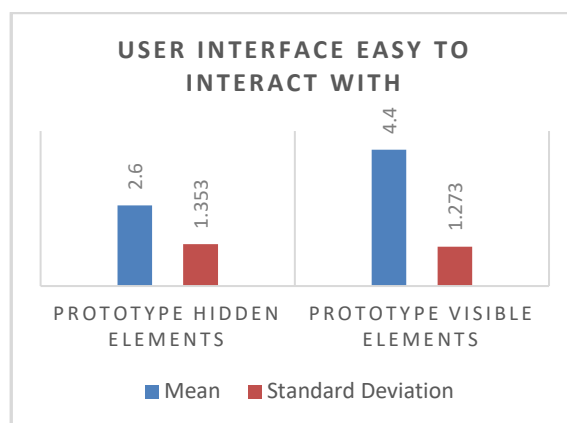 USER INTERFACE EASY TO
INTERACT WITH
2.6
1.353
4.4
1.273
PROTOTYPE HIDDEN
ELEMENTS
PROTOTYPE VISIBLE
ELEMENTS
Mean
Standard Deviation